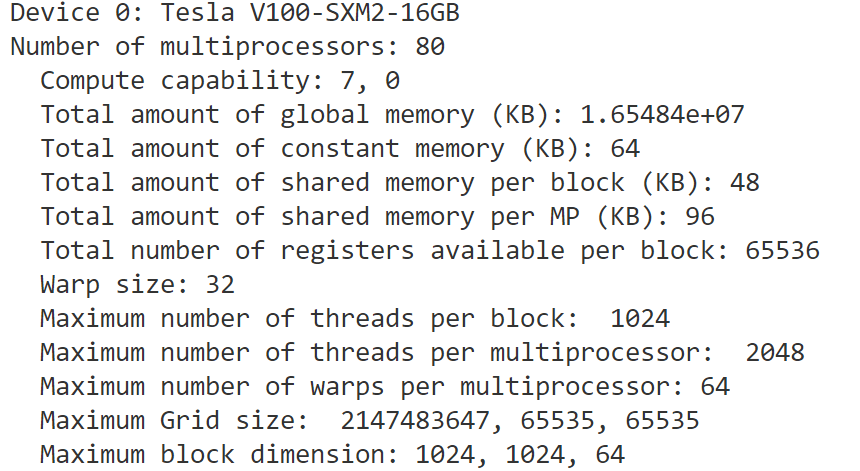 Device 0: Tesla V100-SXM2-16GB
Number of multiprocessors: 80
  Compute capability: 7, 0
  Total amount of global memory (KB): 1.65484e+07
  Total amount of constant memory (KB): 64
  Total amount of shared memory per block (KB): 48
  Total amount of shared memory per MP (KB): 96
  Total number of registers available per block: 65536
  Warp size: 32
  Maximum number of threads per block:  1024
  Maximum number of threads per multiprocessor:  2048
  Maximum number of warps per multiprocessor: 64
  Maximum Grid size:  2147483647, 65535, 65535
  Maximum block dimension: 1024, 1024, 64